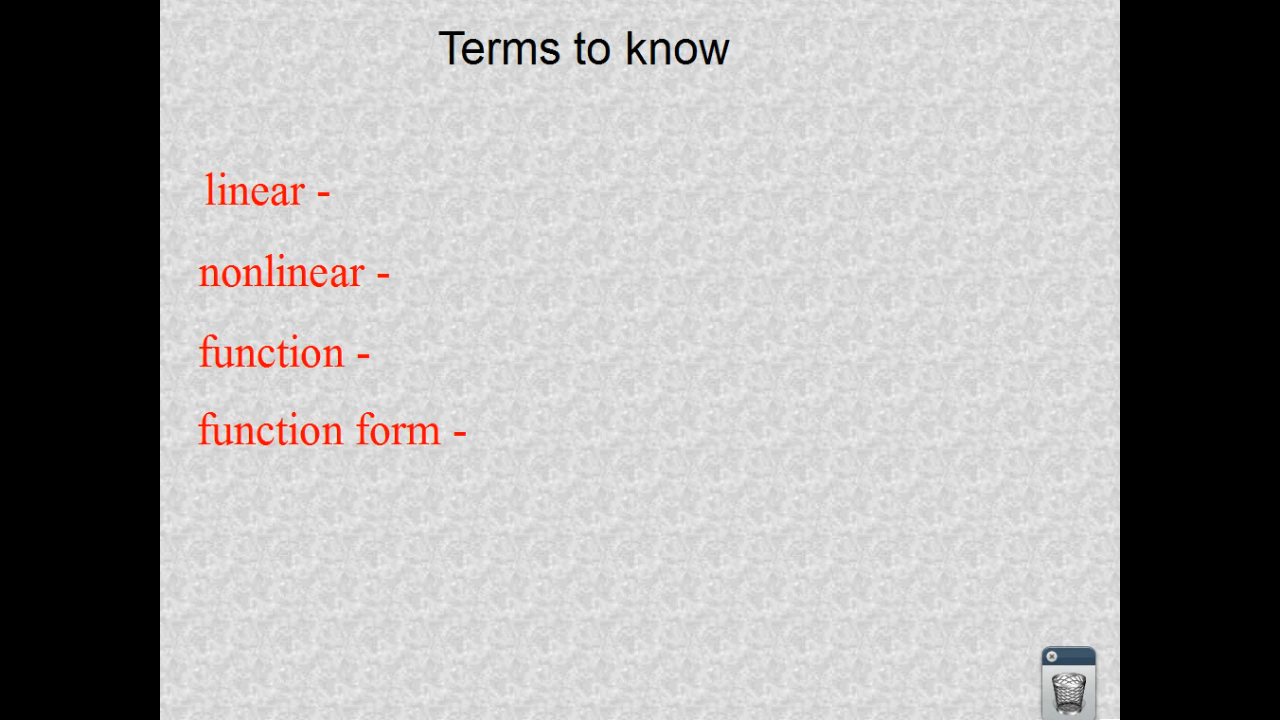 Terms to know
linear -
nonlinear -
function -
function form -